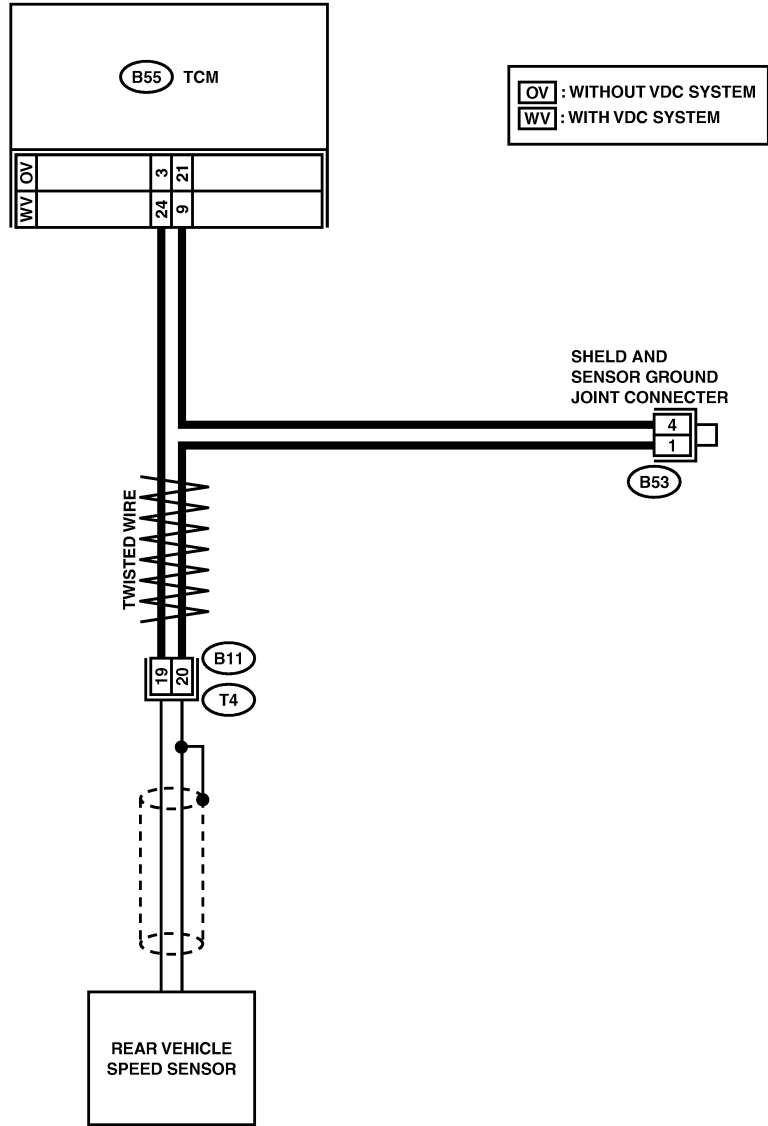 B55 TCM
OV : WITHOUT VDC SYSTEM
WV : WITH VDC SYSTEM
OV 3 21
WV 24 9
SHELD AND
SENSOR GROUND
JOINT CONNECTER
4
1
B53
TWISTED WIRE
B11
19 20
T4
REAR VEHICLE
SPEED SENSOR